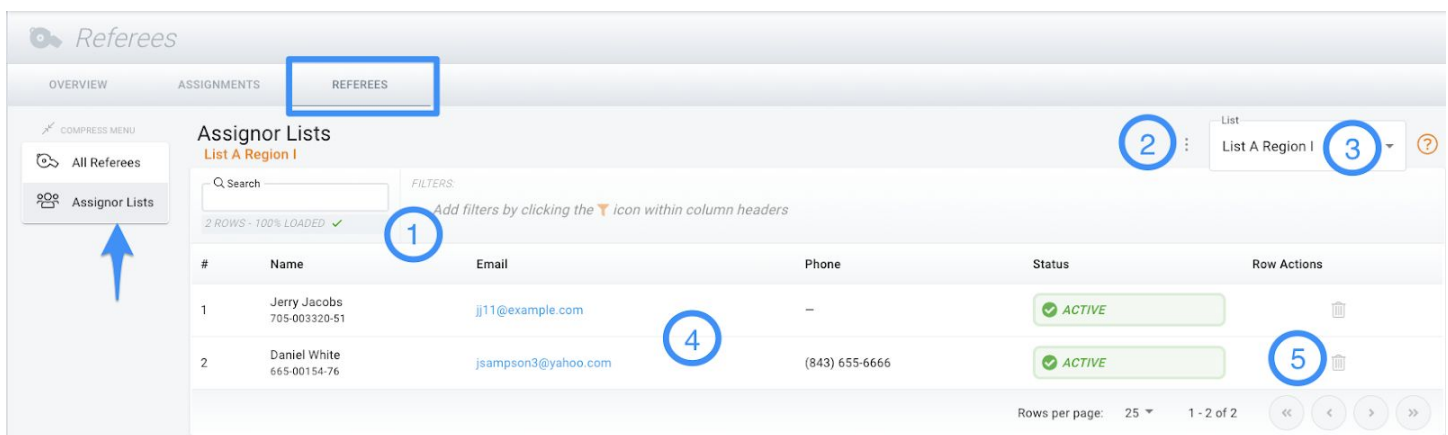 Referees
OVERVIEW ASSIGNMENTS REFEREES
COMPRESS MENU
All Referees
Assignor Lists
Assignor Lists
List A Region I
2
List
List A Region I
3
?
Search
2 ROWS - 100% LOADED
1
FILTERS:
Add filters by clicking the icon within column headers
# Name Email Phone Status Row Actions
1 Jerry Jacobs jj11@example.com – ACTIVE
705-003320-51
4
2 Daniel White jsampson3@yahoo.com (843) 655-6666 ACTIVE 5
665-00154-76
Rows per page: 25 1 - 2 of 2 « ‹ › »